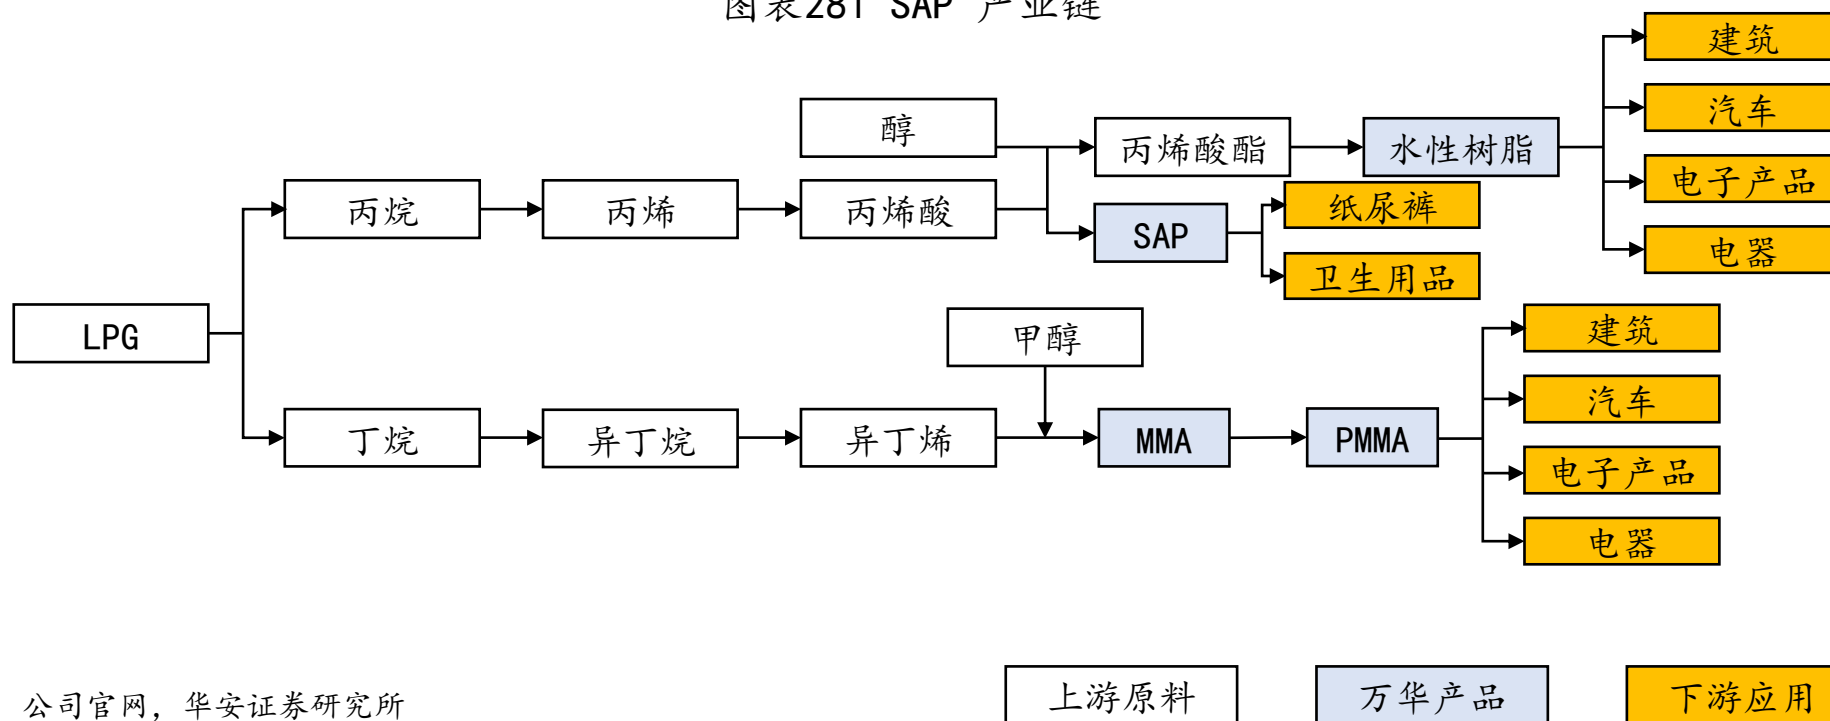 图表281 SAP 产业链
建筑
汽车
电子产品
电器
醇
丙烯酸酯
水性树脂
丙烷
丙烯
丙烯酸
SAP
纸尿裤
卫生用品
LPG
甲醇
丁烷
异丁烷
异丁烯
MMA
PMMA
建筑
汽车
电子产品
电器
公司官网，华安证券研究所
上游原料
万华产品
下游应用